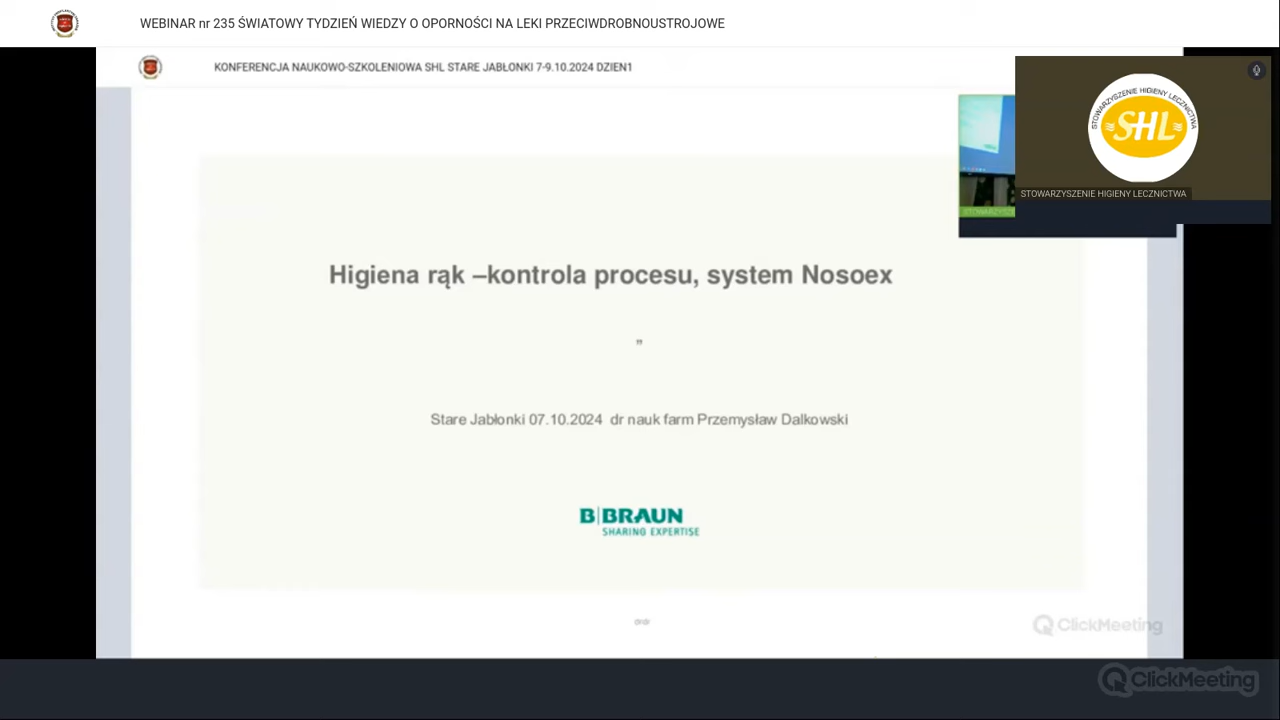 WEBINAR nr 235 ŚWIATOWY TYDZIEŃ WIEDZY O OPORNOŚCI NA LEKI PRZECIWDROBNOUSTROJOWE
KONFERENCJA NAUKOWO-SZKOLENIOWA SHL STARE JABŁONKI 7-9.10.2024 DZIEN1
STOWARZYSZENIE HIGIENY LECZNICTWA
SHL
STOWARZYSZENIE HIGIENY LECZNICTWA
Higiena rąk –kontrola procesu, system Nosoex
”
Stare Jabłonki 07.10.2024 dr nauk farm Przemysław Dalkowski
B|BRAUN
SHARING EXPERTISE
ClickMeeting
ClickMeeting